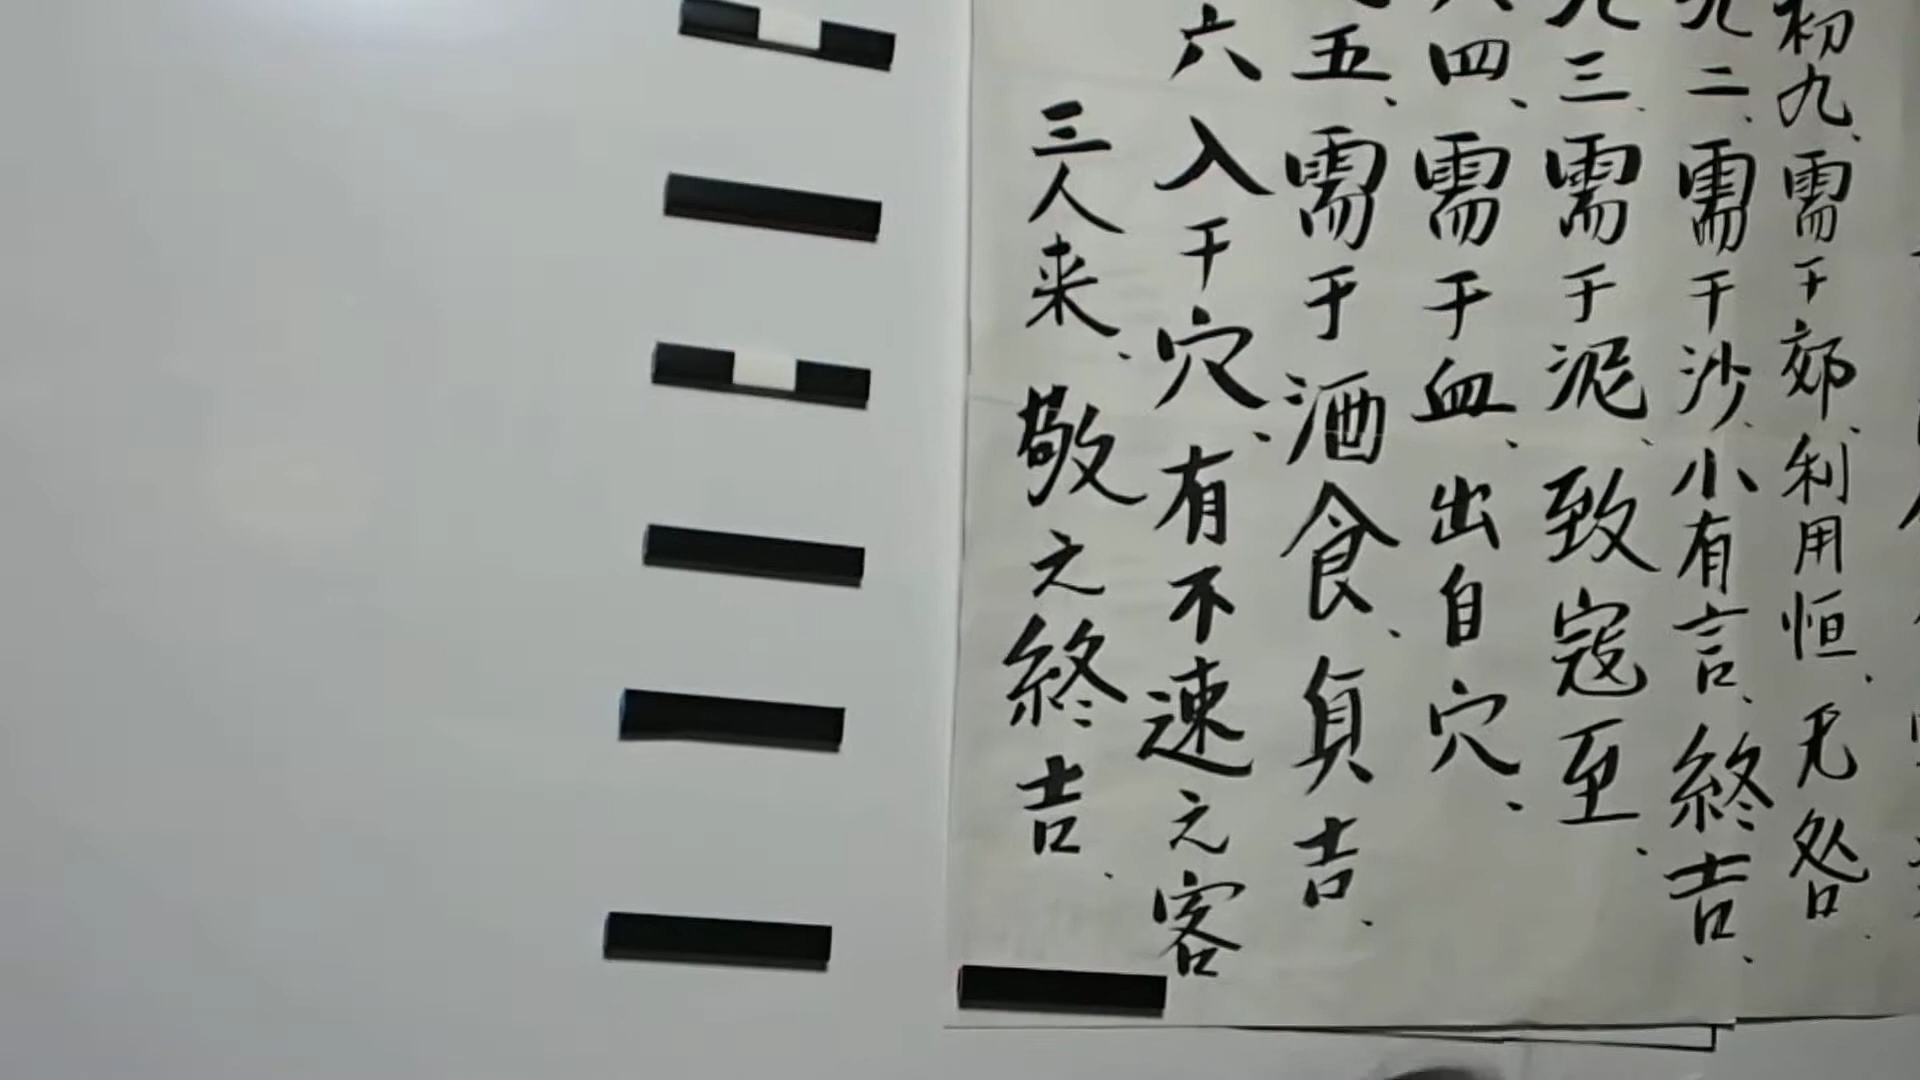 初九、需于郊、利用恒、无咎、
九二、需于沙、小有言、終吉、
九三、需于泥、致寇至、
六四、需于血、出自穴、
五、需于酒食、貞吉、
六入于穴、有不速之客
三人来、敬之終吉、